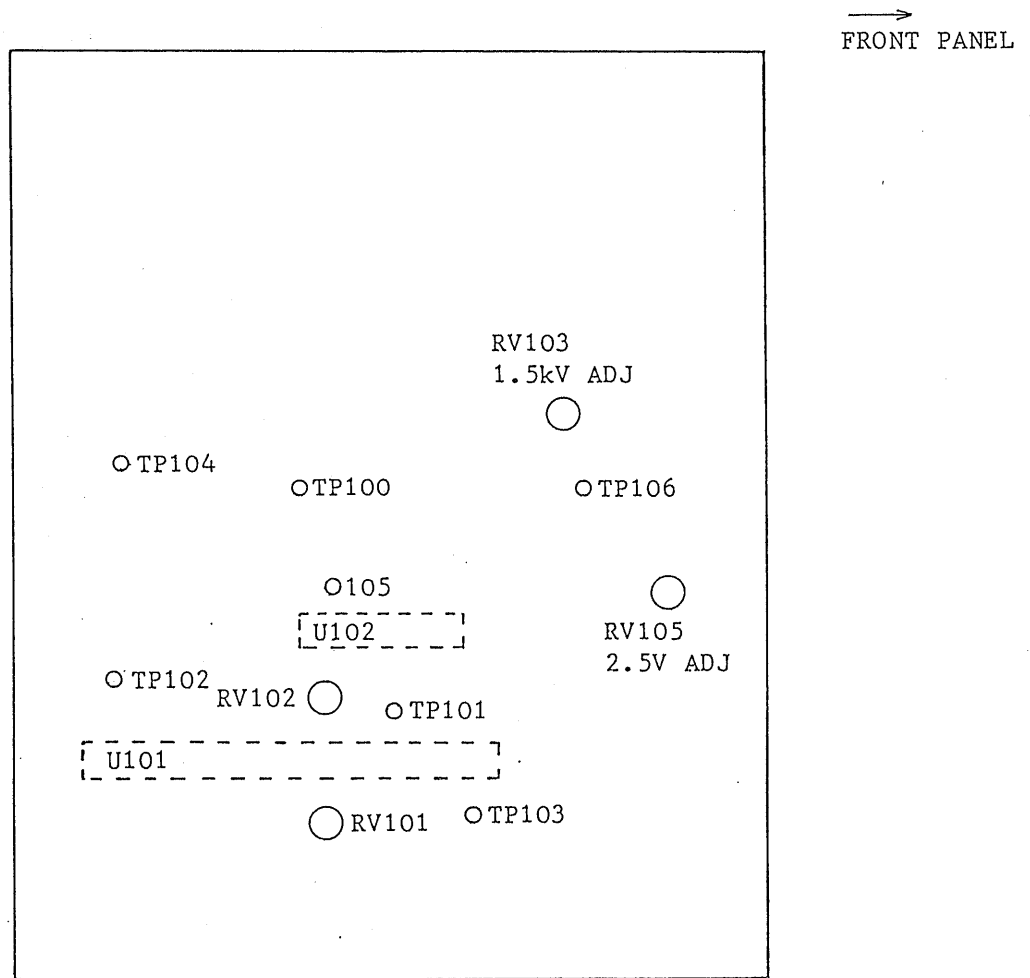 FRONT PANEL
RV103
1.5kV ADJ
TP104
TP100
TP106
105
U102
RV105
2.5V ADJ
TP102
RV102
TP101
U101
RV101
TP103